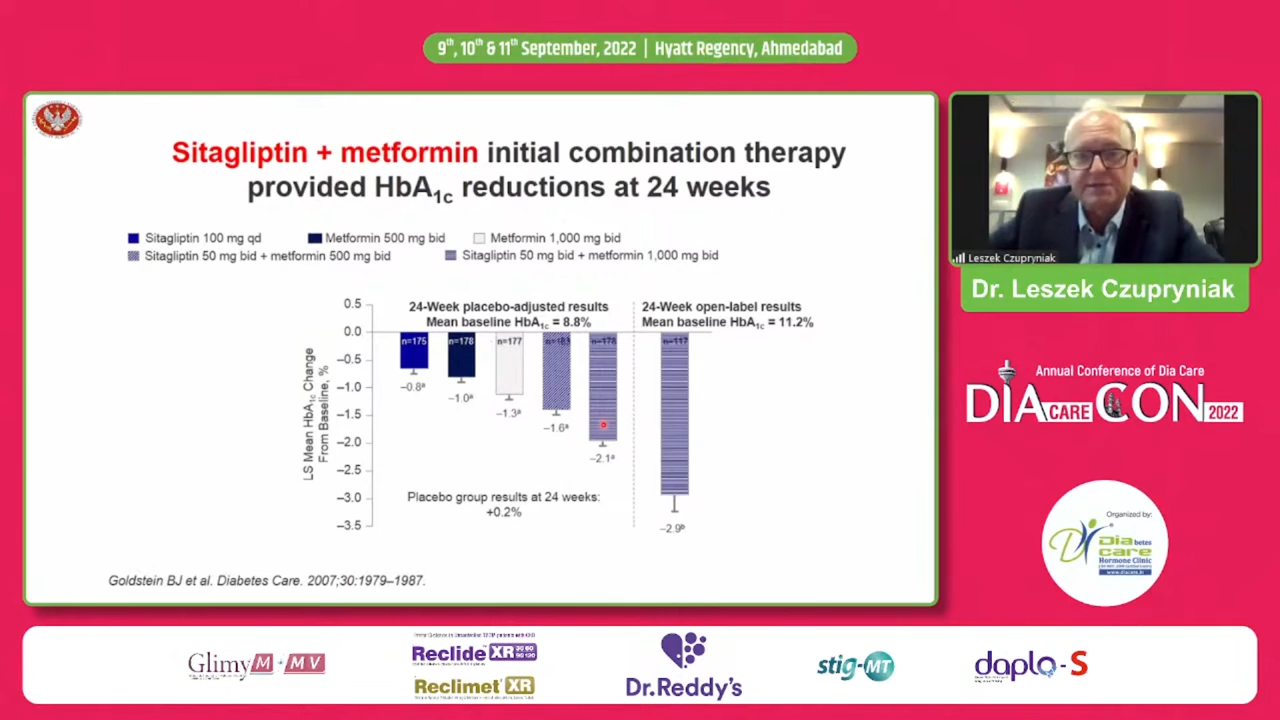 9th, 10th & 11th September, 2022 | Hyatt Regency, Ahmedabad
Sitagliptin + metformin initial combination therapy
provided HbA1c reductions at 24 weeks
Sitagliptin 100 mg qd
Metformin 500 mg bid
Metformin 1,000 mg bid
Sitagliptin 50 mg bid + metformin 500 mg bid
Sitagliptin 50 mg bid + metformin 1,000 mg bid
24-Week placebo-adjusted results
Mean baseline HbA1c = 8.8%
24-Week open-label results
Mean baseline HbA1c = 11.2%
LS Mean HbA1c Change
From Baseline, %
0.5
0.0
–0.5
–1.0
–1.5
–2.0
–2.5
–3.0
–3.5
n=175
n=178
n=177
n=183
n=178
n=117
–0.8a
–1.0a
–1.3a
–1.6a
–2.1a
–2.9b
Placebo group results at 24 weeks:
+0.2%
Goldstein BJ et al. Diabetes Care. 2007;30:1979–1987.
Leszek Czupryniak
Dr. Leszek Czupryniak
Annual Conference of Dia Care
DIA CARE CON 2022
Organized by:
Diabetes
care
Hormone Clinic
www.diacare.in
Glimy M + MV
Reclide XR
Reclimet XR
Dr.Reddy's
stig-MT
daplo-S